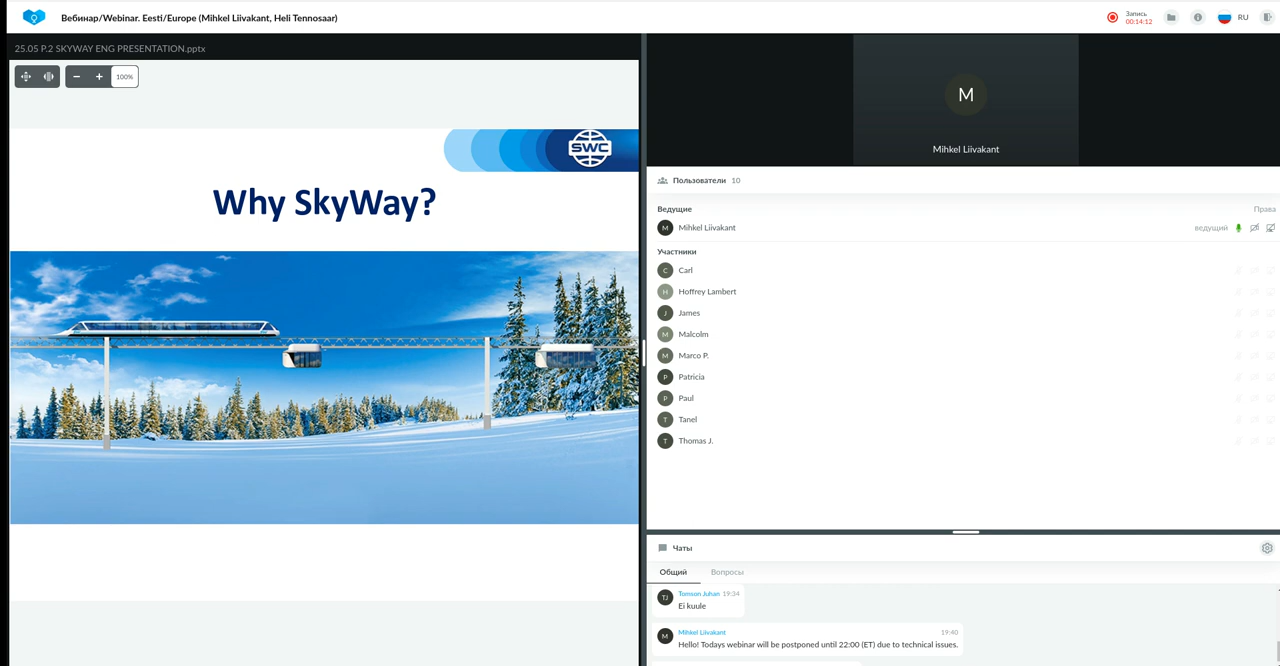 Вебинар/Webinar. Eesti/Europe (Mihkel Liivakant, Heli Tennosaar)
Запись
00:14:12
RU
25.05 P.2 SKYWAY ENG PRESENTATION.pptx
100%
SWC
Why SkyWay?
M
Mihkel Liivakant
Пользователи 10
Ведущие Права
M Mihkel Liivakant ведущий
Участники
C Carl
H Hoffrey Lambert
J James
M Malcolm
M Marco P.
P Patricia
P Paul
T Tanel
T Thomas J.
Чаты
Общий Вопросы
TJ Tomson Juhan 19:34
Ei kuule
M Mihkel Liivakant 19:40
Hello! Todays webinar will be postponed until 22:00 (ET) due to technical issues.